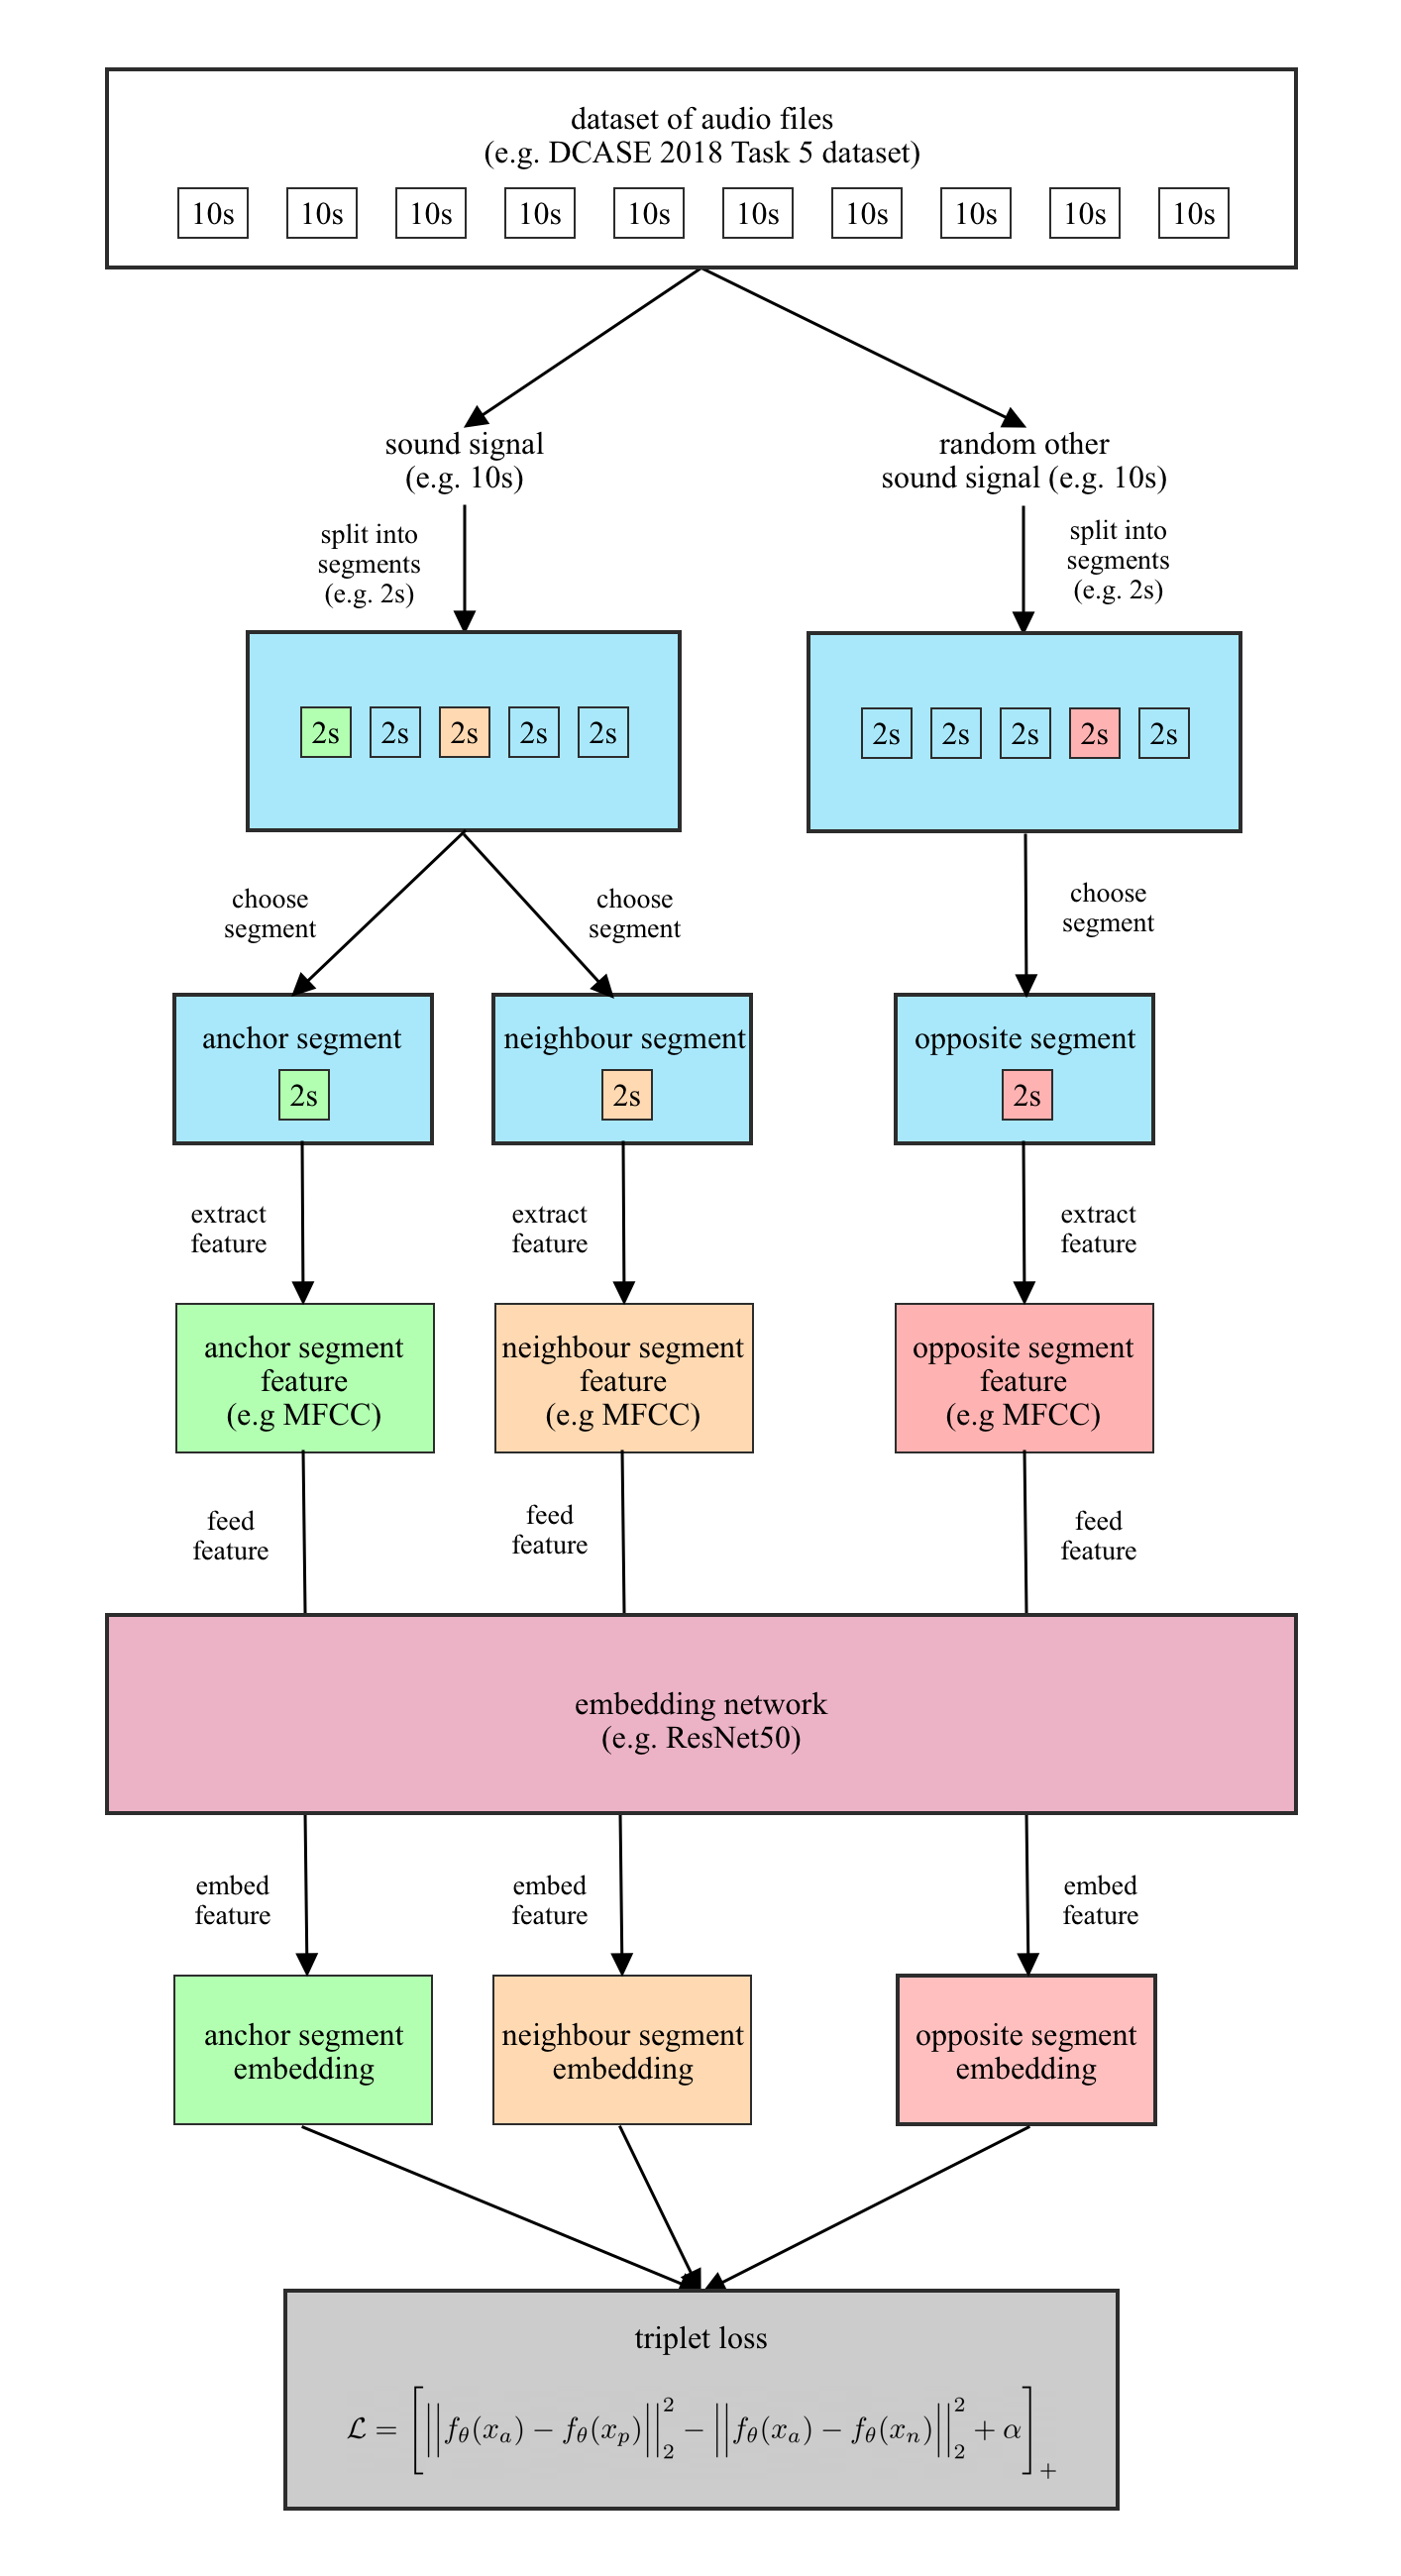 dataset of audio files
(e.g. DCASE 2018 Task 5 dataset)
10s 10s 10s 10s 10s 10s 10s 10s 10s 10s
sound signal
(e.g. 10s)
random other
sound signal (e.g. 10s)
split into
segments
(e.g. 2s)
split into
segments
(e.g. 2s)
2s 2s 2s 2s 2s
2s 2s 2s 2s 2s
choose
segment
choose
segment
choose
segment
anchor segment
2s
neighbour segment
2s
opposite segment
2s
extract
feature
extract
feature
extract
feature
anchor segment
feature
(e.g MFCC)
neighbour segment
feature
(e.g MFCC)
opposite segment
feature
(e.g MFCC)
feed
feature
feed
feature
feed
feature
embedding network
(e.g. ResNet50)
embed
feature
embed
feature
embed
feature
anchor segment
embedding
neighbour segment
embedding
opposite segment
embedding
triplet loss
ℒ = [||f_θ(x_a) − f_θ(x_p)||_2^2 − ||f_θ(x_a) − f_θ(x_n)||_2^2 + α]_+